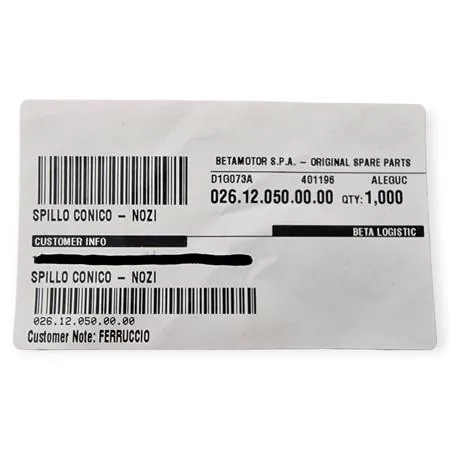 BETAMOTOR S.P.A. - ORIGINAL SPARE PARTS
D1G073A 401196 ALEGUC
026.12.050.00.00 QTY: 1,000
SPILLO CONICO - NOZI
CUSTOMER INFO
BETA LOGISTIC
SPILLO CONICO - NOZI
026.12.050.00.00
Customer Note: FERRUCCIO